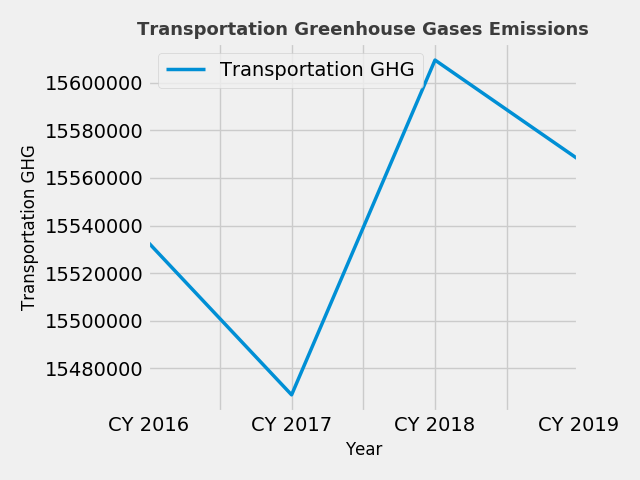 Transportation Greenhouse Gases Emissions
Transportation GHG
15600000
15580000
15560000
15540000
15520000
15500000
15480000
Transportation GHG
CY 2016
CY 2017
CY 2018
CY 2019
Year